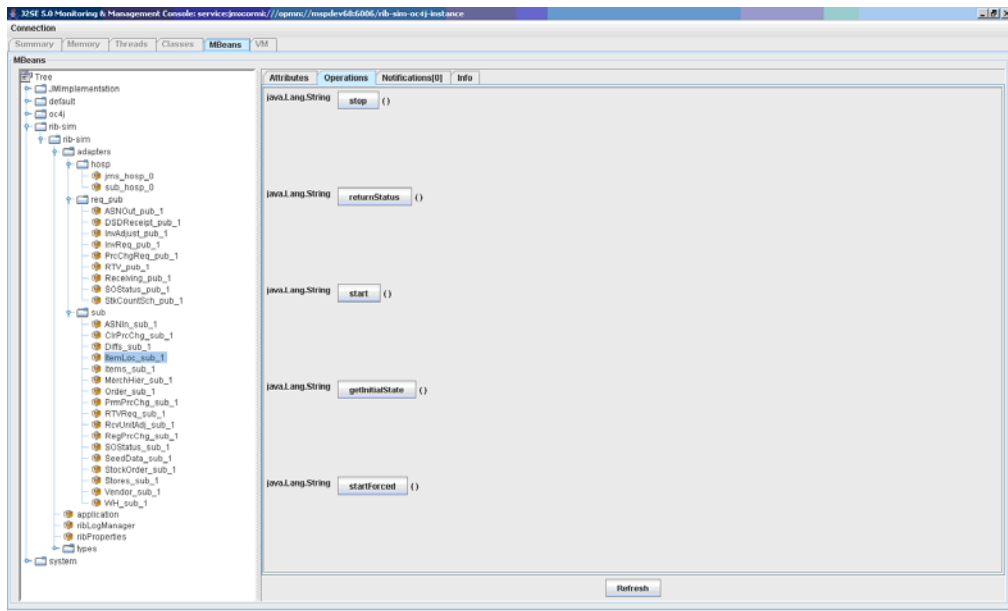 J2SE 5.0 Monitoring & Management Console: service:jmx:ormi:///opmn://mspdev68:6006/rib-sim-oc4j-instance
Connection
Summary Memory Threads Classes MBeans VM
MBeans
Tree
JMImplementation
default
oc4j
rib-sim
rib-sim
adapters
hosp
jms_hosp_0
sub_hosp_0
req_pub
ASNOut_pub_1
DSDReceipt_pub_1
InvAdjust_pub_1
InvReq_pub_1
PrcChgReq_pub_1
RTV_pub_1
Receiving_pub_1
SOStatus_pub_1
StkCountSch_pub_1
sub
ASNIn_sub_1
ClrPrcChg_sub_1
Diffs_sub_1
ItemLoc_sub_1
Items_sub_1
MerchHier_sub_1
Order_sub_1
PrmPrcChg_sub_1
RTVReq_sub_1
RcvUnitAdj_sub_1
RegPrcChg_sub_1
SOStatus_sub_1
SeedData_sub_1
StockOrder_sub_1
Stores_sub_1
Vendor_sub_1
WH_sub_1
application
ribLogManager
ribProperties
types
system
Attributes Operations Notifications[0] Info
java.lang.String stop ()
java.lang.String returnStatus ()
java.lang.String start ()
java.lang.String getInitialState ()
java.lang.String startForced ()
Refresh